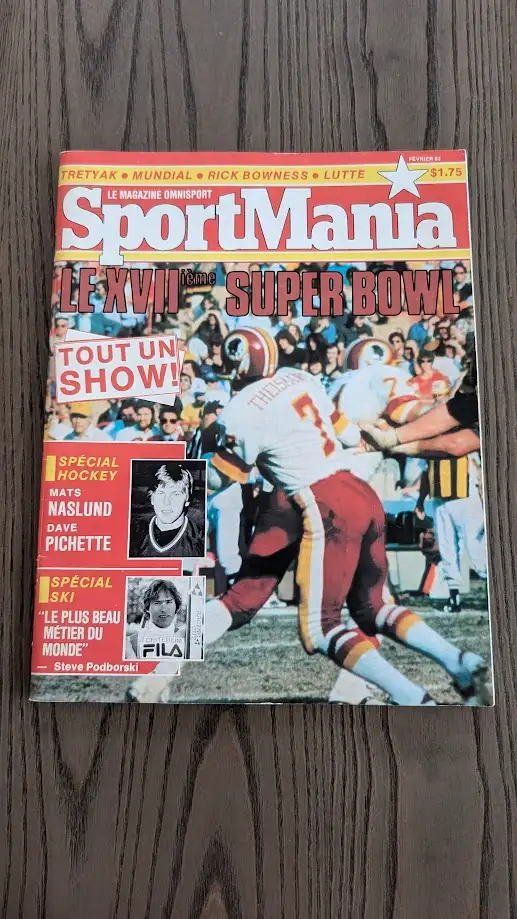 FÉVRIER 83
TRETYAK • MUNDIAL • RICK BOWNESS • LUTTE
$1.75
LE MAGAZINE OMNISPORT
SportMania
LE XVIIième SUPER BOWL
TOUT UN
SHOW!
THEISMANN
7
7
SPÉCIAL
HOCKEY
MATS
NASLUND
DAVE
PICHETTE
SPÉCIAL
SKI
"LE PLUS BEAU
MÉTIER DU
MONDE"
— Steve Podborski
CRITERIUM
FILA